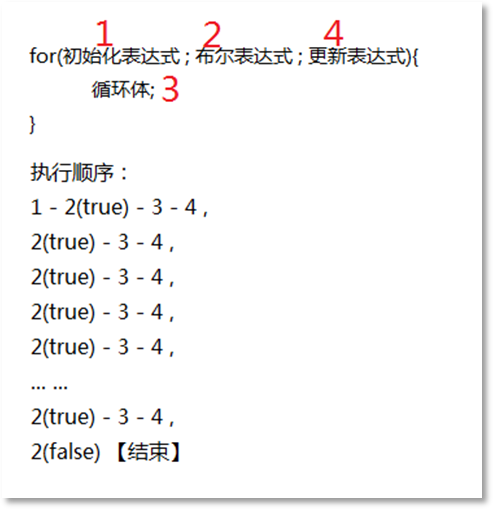 1 2 4
for(初始化表达式 ; 布尔表达式 ; 更新表达式){
循环体; 3
}
执行顺序：
1 - 2(true) - 3 - 4 ,
2(true) - 3 - 4 ,
2(true) - 3 - 4 ,
2(true) - 3 - 4 ,
2(true) - 3 - 4 ,
... ...
2(true) - 3 - 4 ,
2(false) 【结束】